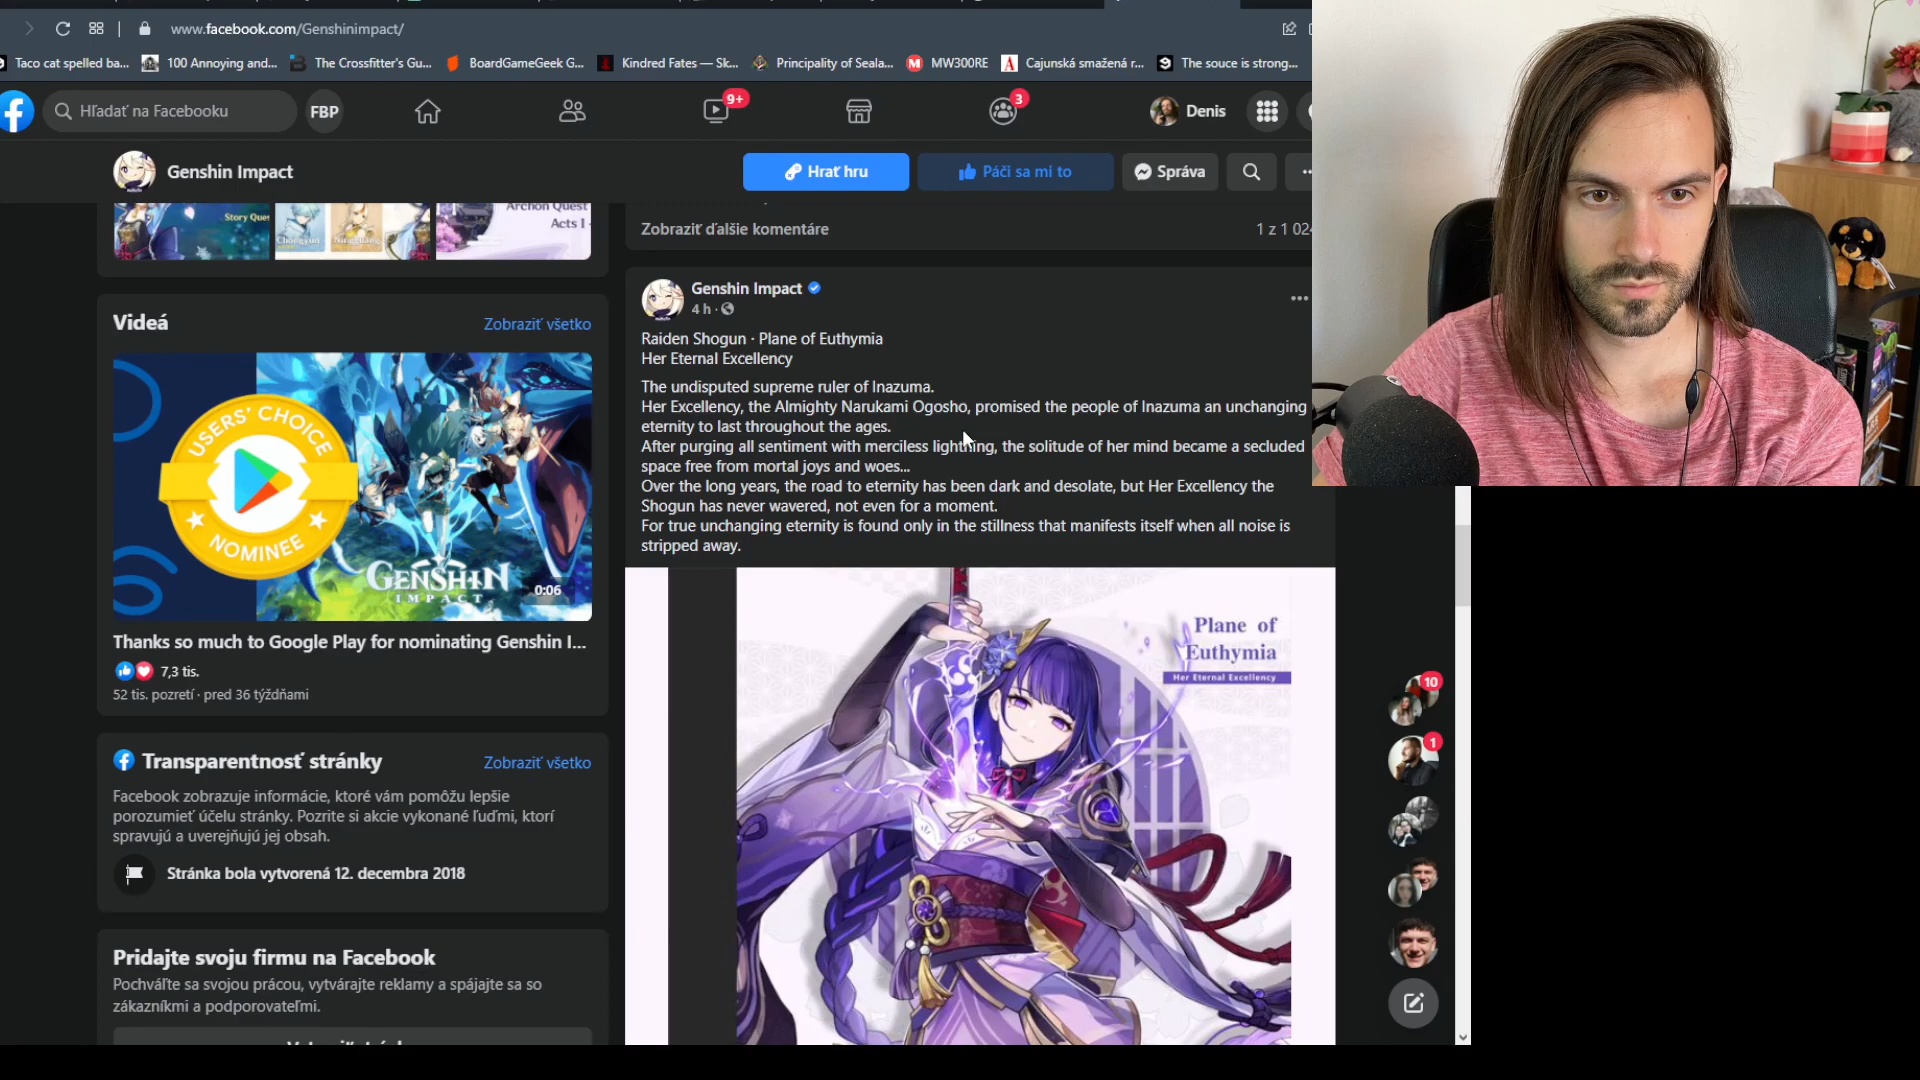 www.facebook.com/Genshinimpact/
Taco cat spelled ba...
100 Annoying and...
The Crossfitter's Gu...
BoardGameGeek G...
Kindred Fates — Sk...
Principality of Seala...
MW300RE
Cajunská smažená r...
The souce is strong...
Hľadať na Facebooku
FBP
9+
3
Denis
Genshin Impact
Hrať hru
Páči sa mi to
Správa
Story Ques
Chongyun
Ningguang
Archon Quest
Acts I
Zobraziť ďalšie komentáre
1 z 1 024
Videá
Zobraziť všetko
USERS' CHOICE
NOMINEE
GENSHIN
IMPACT
0:06
Thanks so much to Google Play for nominating Genshin I...
7,3 tis.
52 tis. pozretí · pred 36 týždňami
Transparentnosť stránky
Zobraziť všetko
Facebook zobrazuje informácie, ktoré vám pomôžu lepšie
porozumieť účelu stránky. Pozrite si akcie vykonané ľuďmi, ktorí
spravujú a uverejňujú jej obsah.
Stránka bola vytvorená 12. decembra 2018
Pridajte svoju firmu na Facebook
Pochváľte sa svojou prácou, vytvárajte reklamy a spájajte sa so
zákazníkmi a podporovateľmi.
Genshin Impact
4 h ·
Raiden Shogun · Plane of Euthymia
Her Eternal Excellency
The undisputed supreme ruler of Inazuma.
Her Excellency, the Almighty Narukami Ogosho, promised the people of Inazuma an unchanging
eternity to last throughout the ages.
After purging all sentiment with merciless lightning, the solitude of her mind became a secluded
space free from mortal joys and woes...
Over the long years, the road to eternity has been dark and desolate, but Her Excellency the
Shogun has never wavered, not even for a moment.
For true unchanging eternity is found only in the stillness that manifests itself when all noise is
stripped away.
Plane of
Euthymia
Her Eternal Excellency
10
1